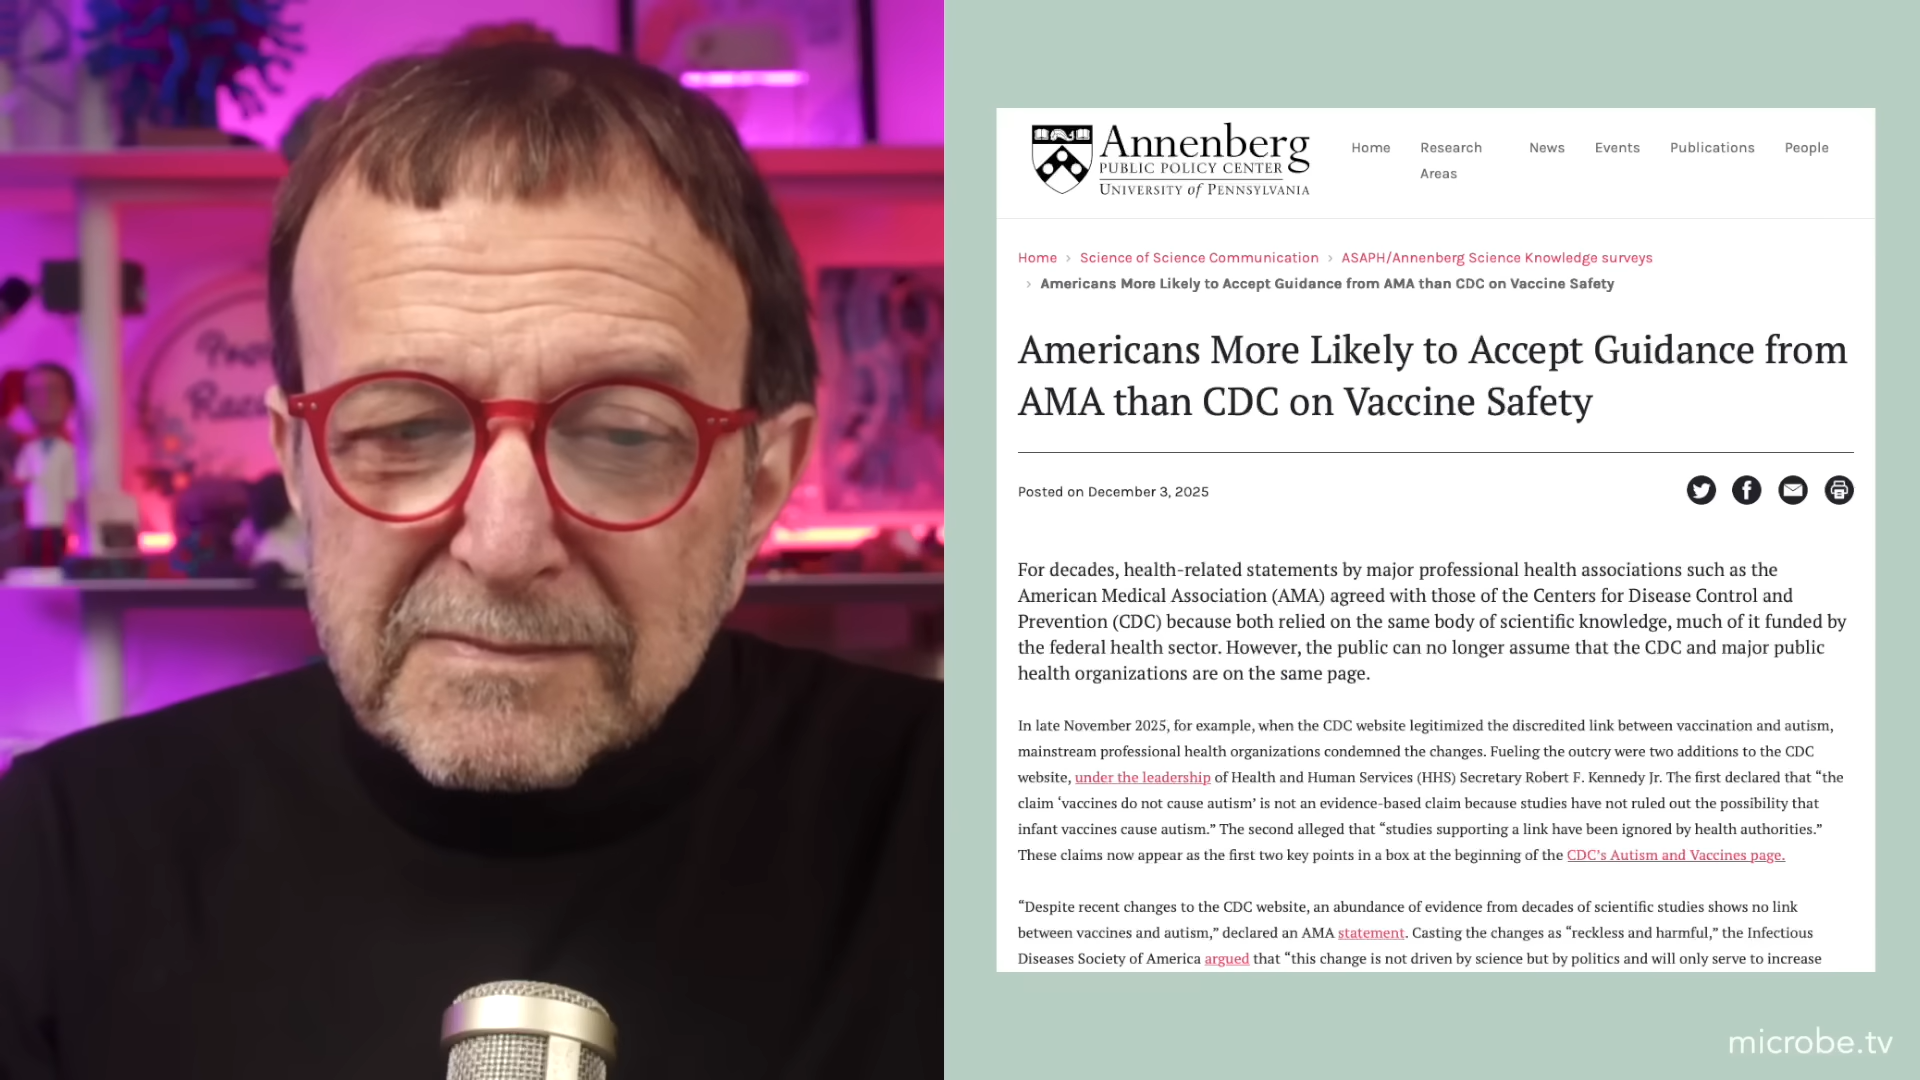 Annenberg
PUBLIC POLICY CENTER
UNIVERSITY of PENNSYLVANIA
Home
Research
Areas
News
Events
Publications
People
Home › Science of Science Communication › ASAPH/Annenberg Science Knowledge surveys
› Americans More Likely to Accept Guidance from AMA than CDC on Vaccine Safety
Americans More Likely to Accept Guidance from
AMA than CDC on Vaccine Safety
Posted on December 3, 2025
For decades, health-related statements by major professional health associations such as the
American Medical Association (AMA) agreed with those of the Centers for Disease Control and
Prevention (CDC) because both relied on the same body of scientific knowledge, much of it funded by
the federal health sector. However, the public can no longer assume that the CDC and major public
health organizations are on the same page.
In late November 2025, for example, when the CDC website legitimized the discredited link between vaccination and autism,
mainstream professional health organizations condemned the changes. Fueling the outcry were two additions to the CDC
website, under the leadership of Health and Human Services (HHS) Secretary Robert F. Kennedy Jr. The first declared that “the
claim ‘vaccines do not cause autism’ is not an evidence-based claim because studies have not ruled out the possibility that
infant vaccines cause autism.” The second alleged that “studies supporting a link have been ignored by health authorities.”
These claims now appear as the first two key points in a box at the beginning of the CDC’s Autism and Vaccines page.
“Despite recent changes to the CDC website, an abundance of evidence from decades of scientific studies shows no link
between vaccines and autism,” declared an AMA statement. Casting the changes as “reckless and harmful,” the Infectious
Diseases Society of America argued that “this change is not driven by science but by politics and will only serve to increase
microbe.tv